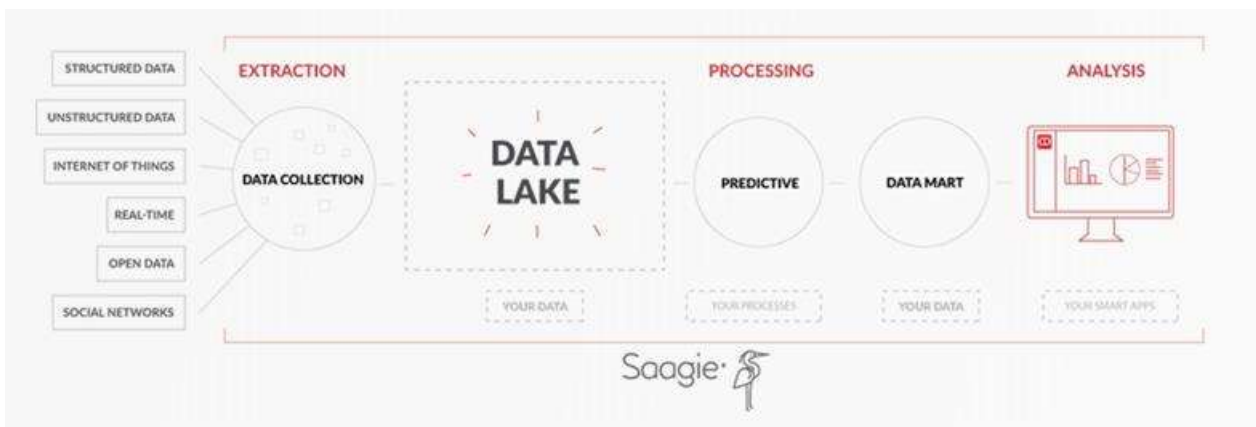 STRUCTURED DATA
UNSTRUCTURED DATA
INTERNET OF THINGS
REAL-TIME
OPEN DATA
SOCIAL NETWORKS
EXTRACTION
DATA COLLECTION
DATA
LAKE
YOUR DATA
PROCESSING
PREDICTIVE
YOUR PROCESSES
DATA MART
YOUR DATA
ANALYSIS
YOUR SMART APPS
Saagie